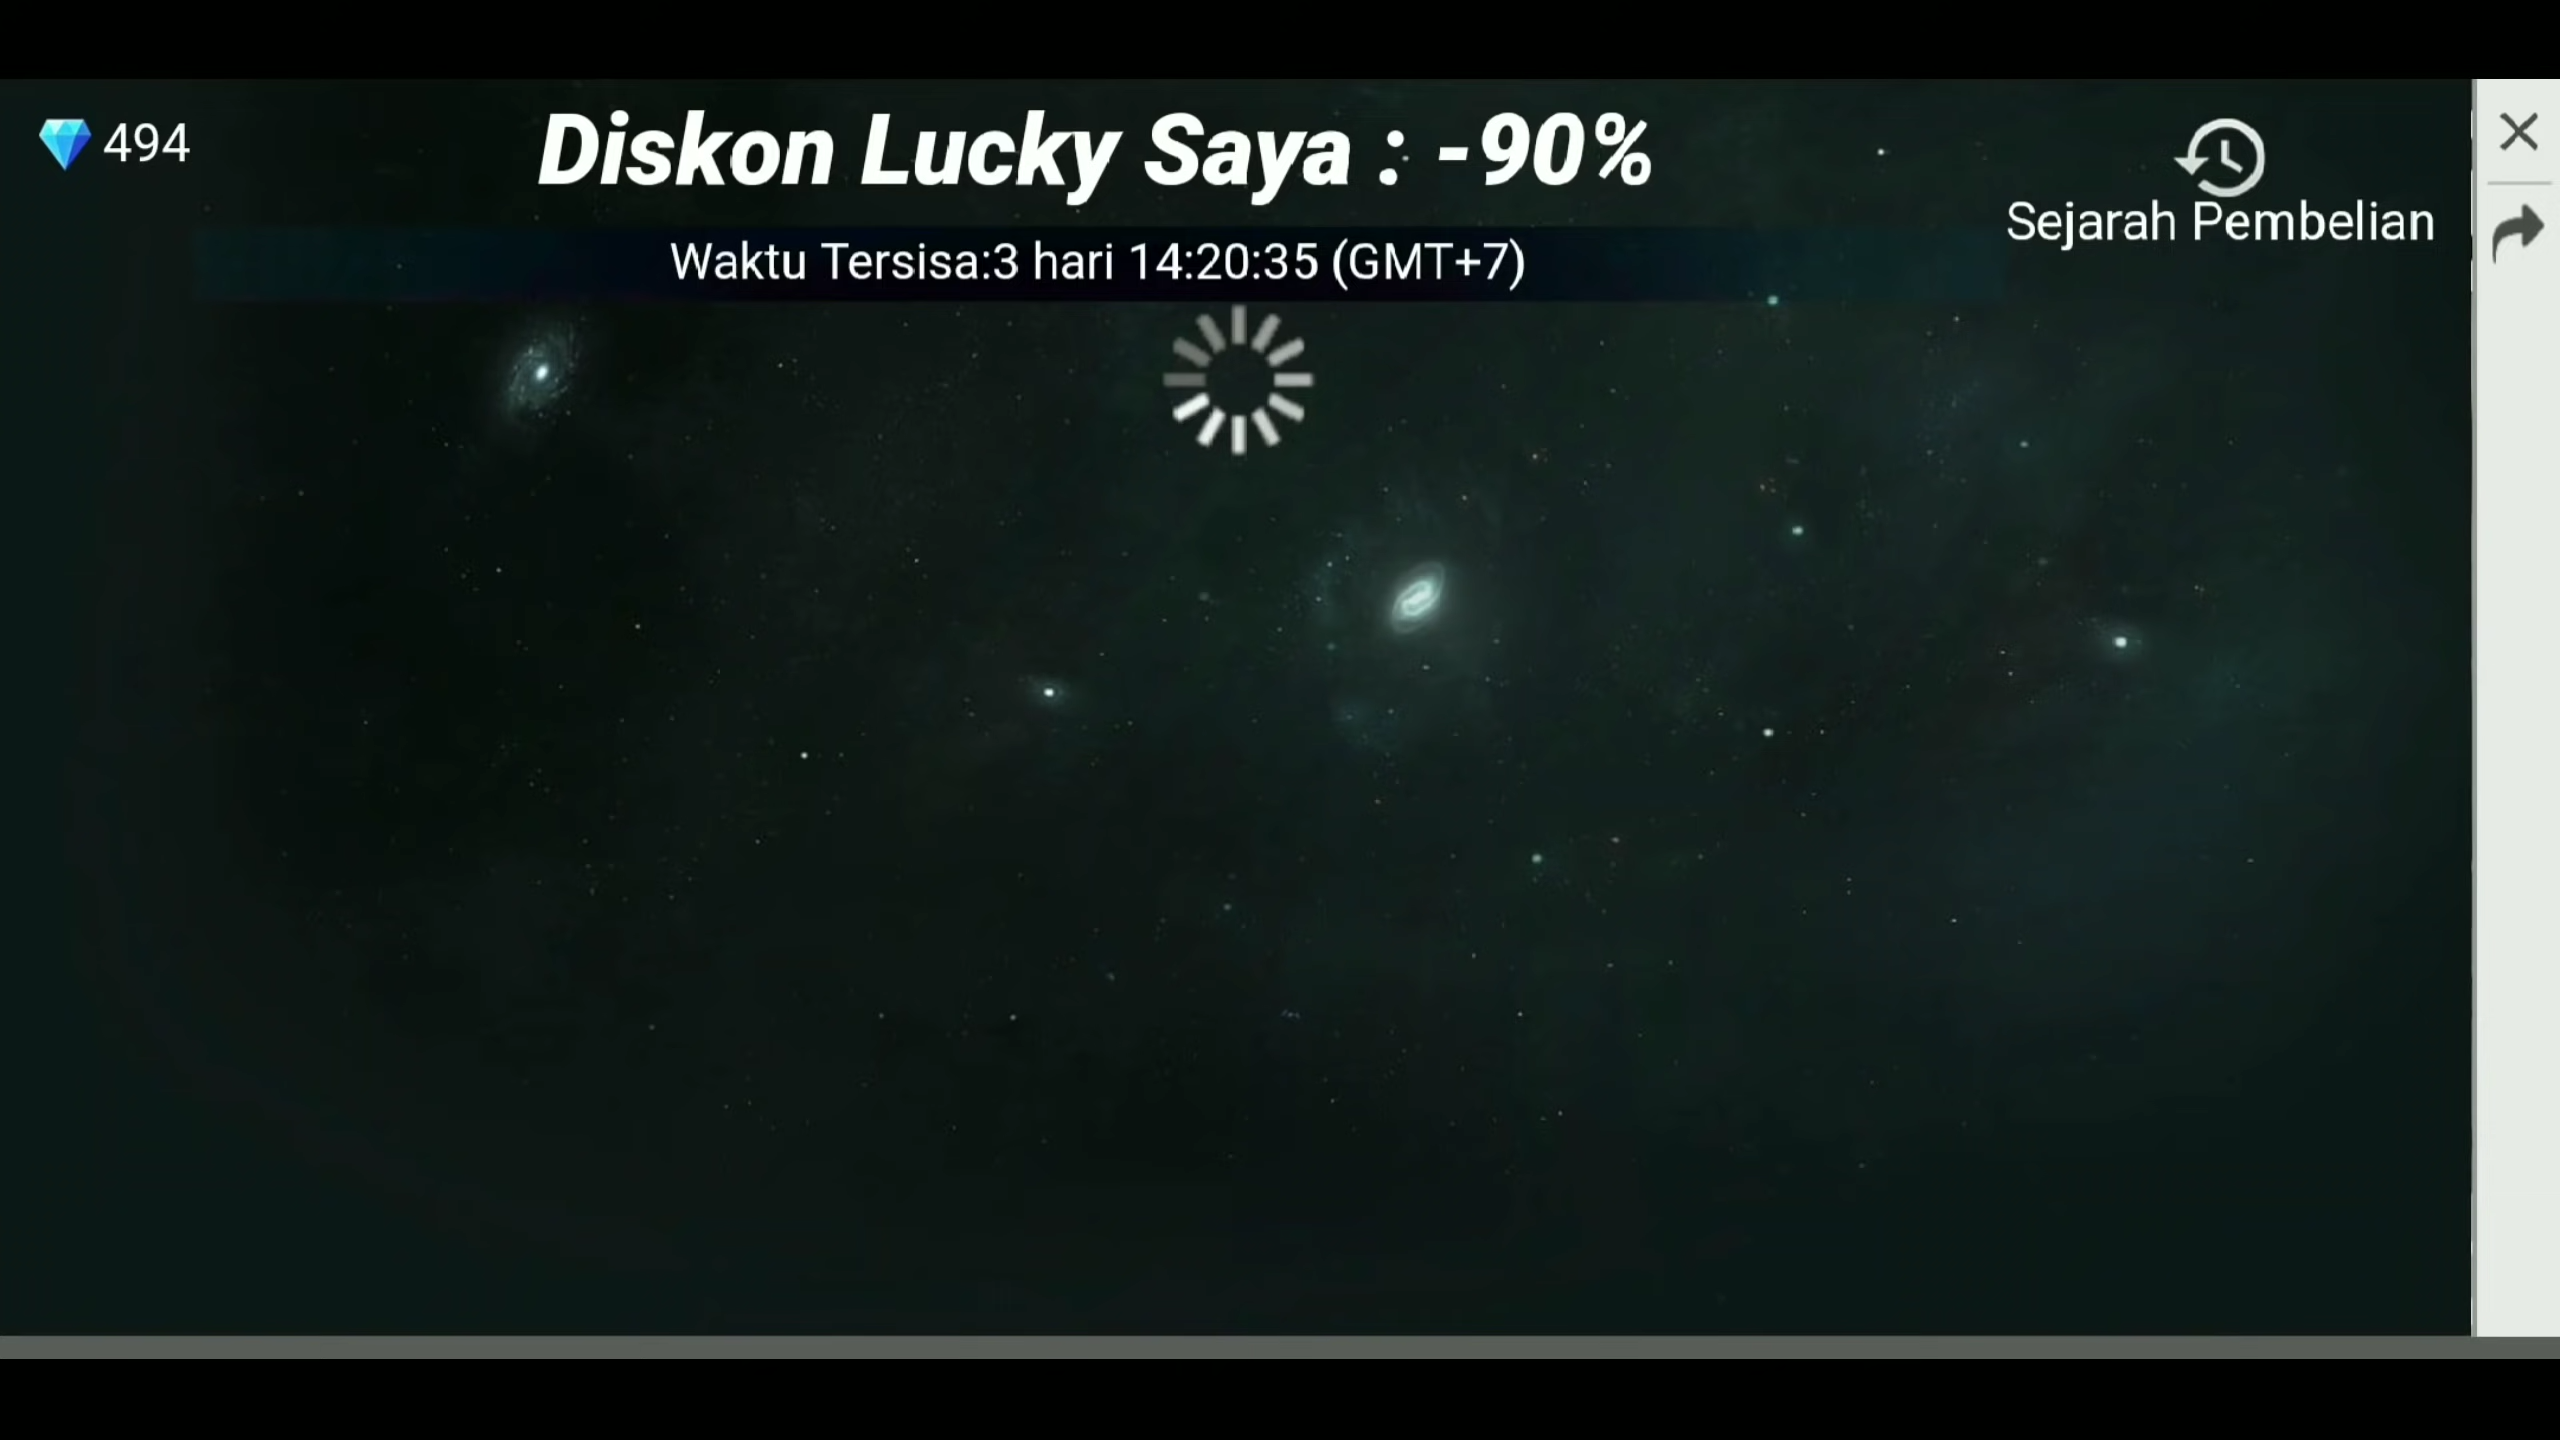 494
Diskon Lucky Saya : -90%
Sejarah Pembelian
Waktu Tersisa:3 hari 14:20:35 (GMT+7)